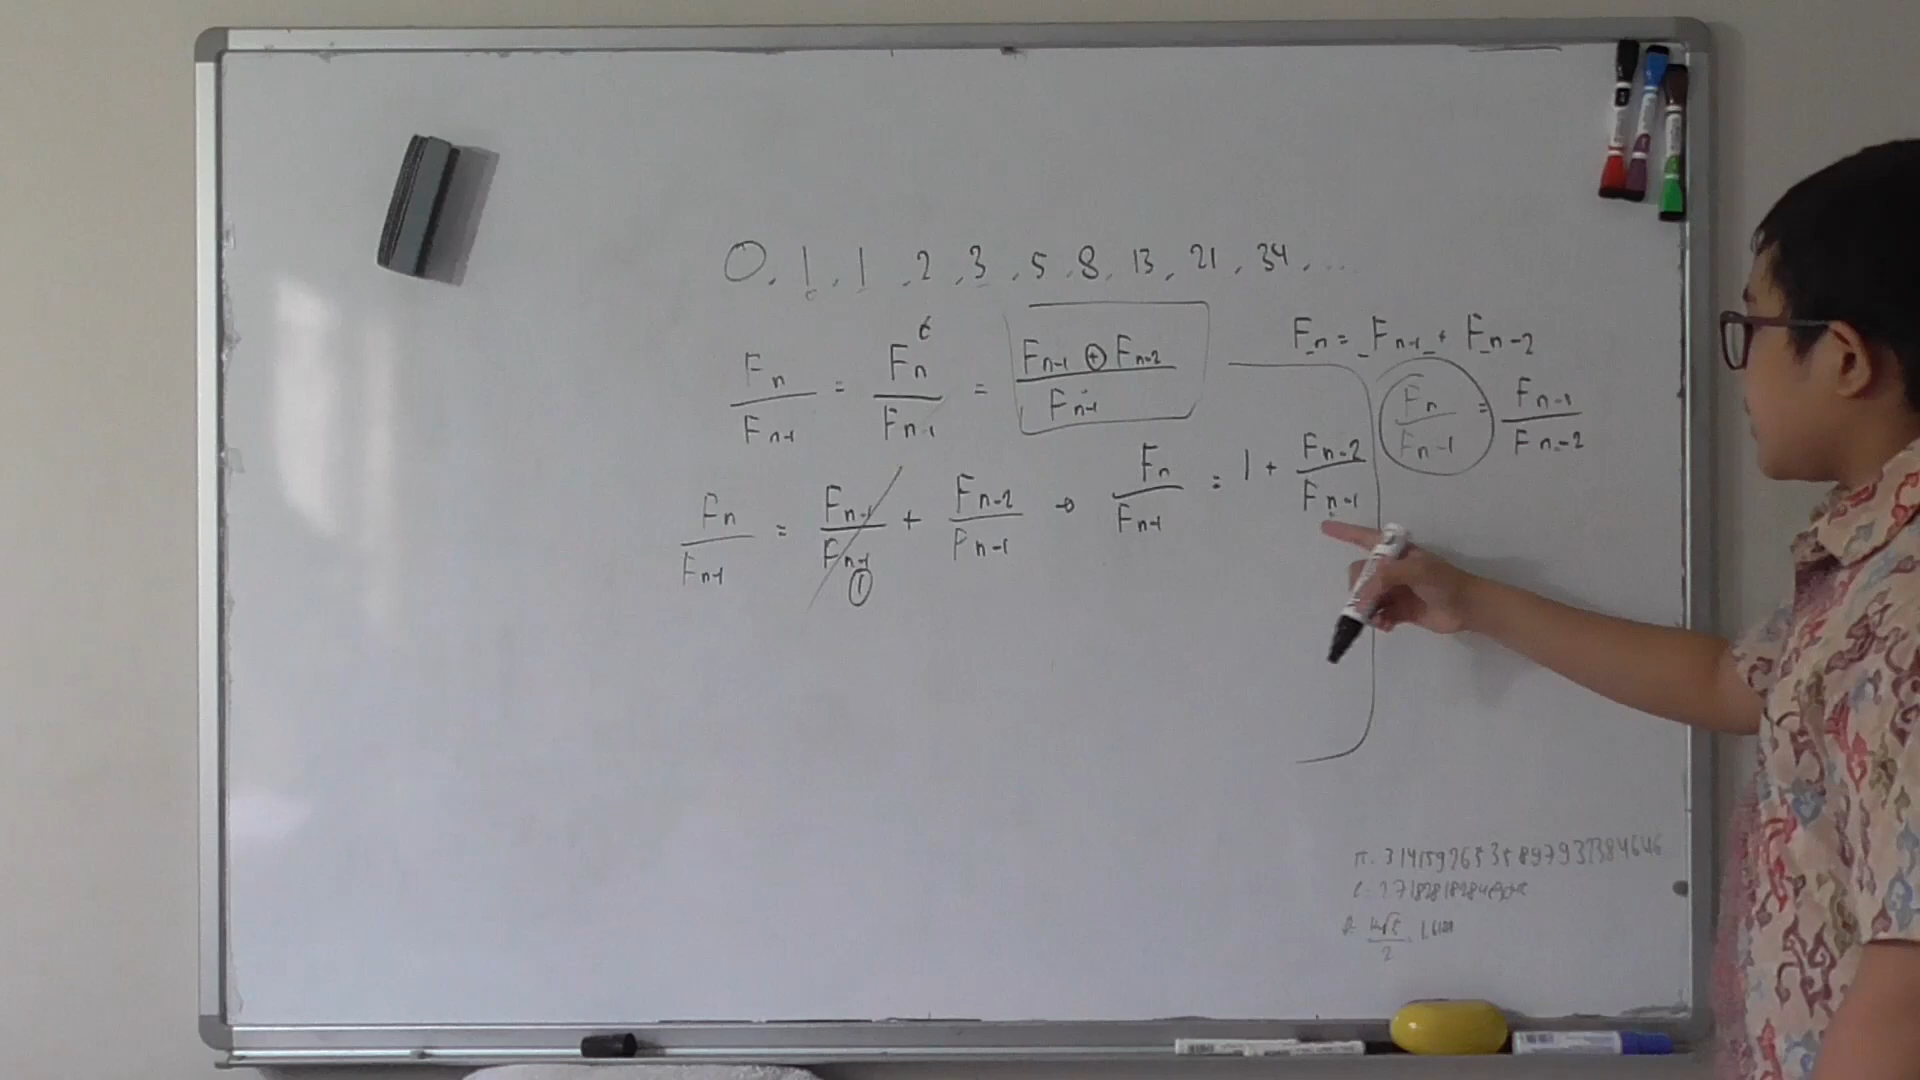 0, 1, 1, 2, 3, 5, 8, 13, 21, 34, ...
Fn = Fn-1 + Fn-2
Fn/Fn-1 = Fn/Fn-1 = (Fn-1 + Fn-2)/Fn-1
Fn/Fn-1 = Fn-1/Fn-2
Fn/Fn-1 = Fn-1/Fn-1 + Fn-2/Fn-1 → Fn/Fn-1 = 1 + Fn-2/Fn-1
1